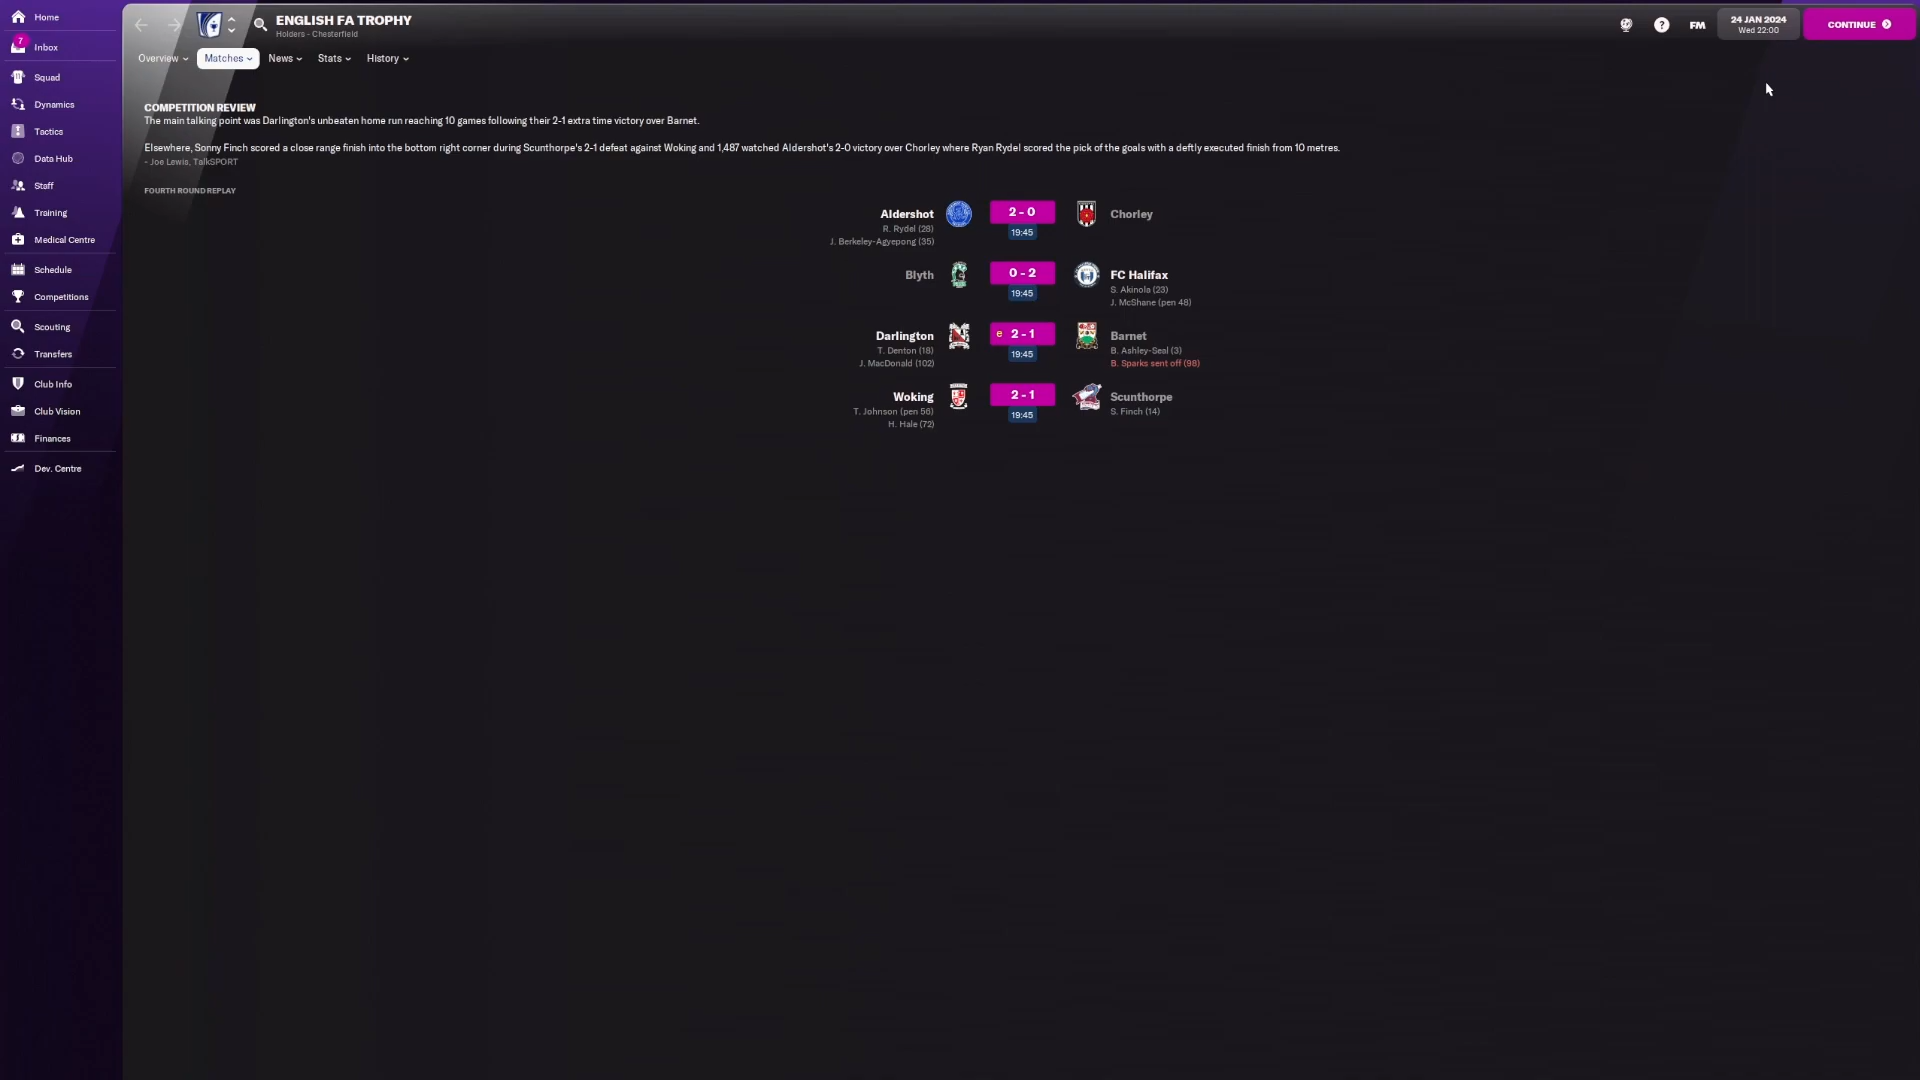 ENGLISH FA TROPHY
Holders - Chesterfield
FM
24 JAN 2024
Wed 22:00
CONTINUE
Home
7
Inbox
Squad
Dynamics
Tactics
Data Hub
Staff
Training
Medical Centre
Schedule
Competitions
Scouting
Transfers
Club Info
Club Vision
Finances
Dev. Centre
Overview
Matches
News
Stats
History
COMPETITION REVIEW
The main talking point was Darlington's unbeaten home run reaching 10 games following their 2-1 extra time victory over Barnet.
Elsewhere, Sonny Finch scored a close range finish into the bottom right corner during Scunthorpe's 2-1 defeat against Woking and 1,487 watched Aldershot's 2-0 victory over Chorley where Ryan Rydel scored the pick of the goals with a deftly executed finish from 10 metres.
- Joe Lewis, TalkSPORT
FOURTH ROUND REPLAY
Aldershot 2 - 0 Chorley
R. Rydel (28) 19:45
J. Berkeley-Agyepong (35)
Blyth 0 - 2 FC Halifax
19:45 S. Akinola (23)
J. McShane (pen 48)
Darlington e 2 - 1 Barnet
T. Denton (18) 19:45 B. Ashley-Seal (3)
J. MacDonald (102) B. Sparks sent off (98)
Woking 2 - 1 Scunthorpe
T. Johnson (pen 56) 19:45 S. Finch (14)
H. Hale (72)